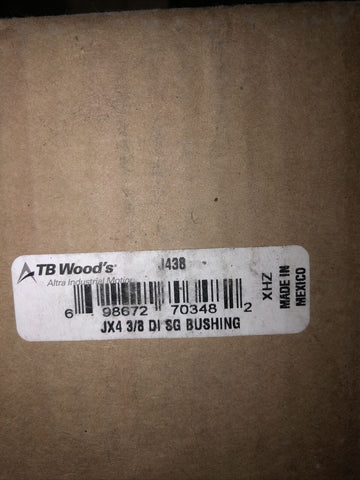 TB Wood's J438
Altra Industrial Motion
6 98672 70348 2
JX4 3/8 DI SG BUSHING
XHZ
MADE IN
MEXICO